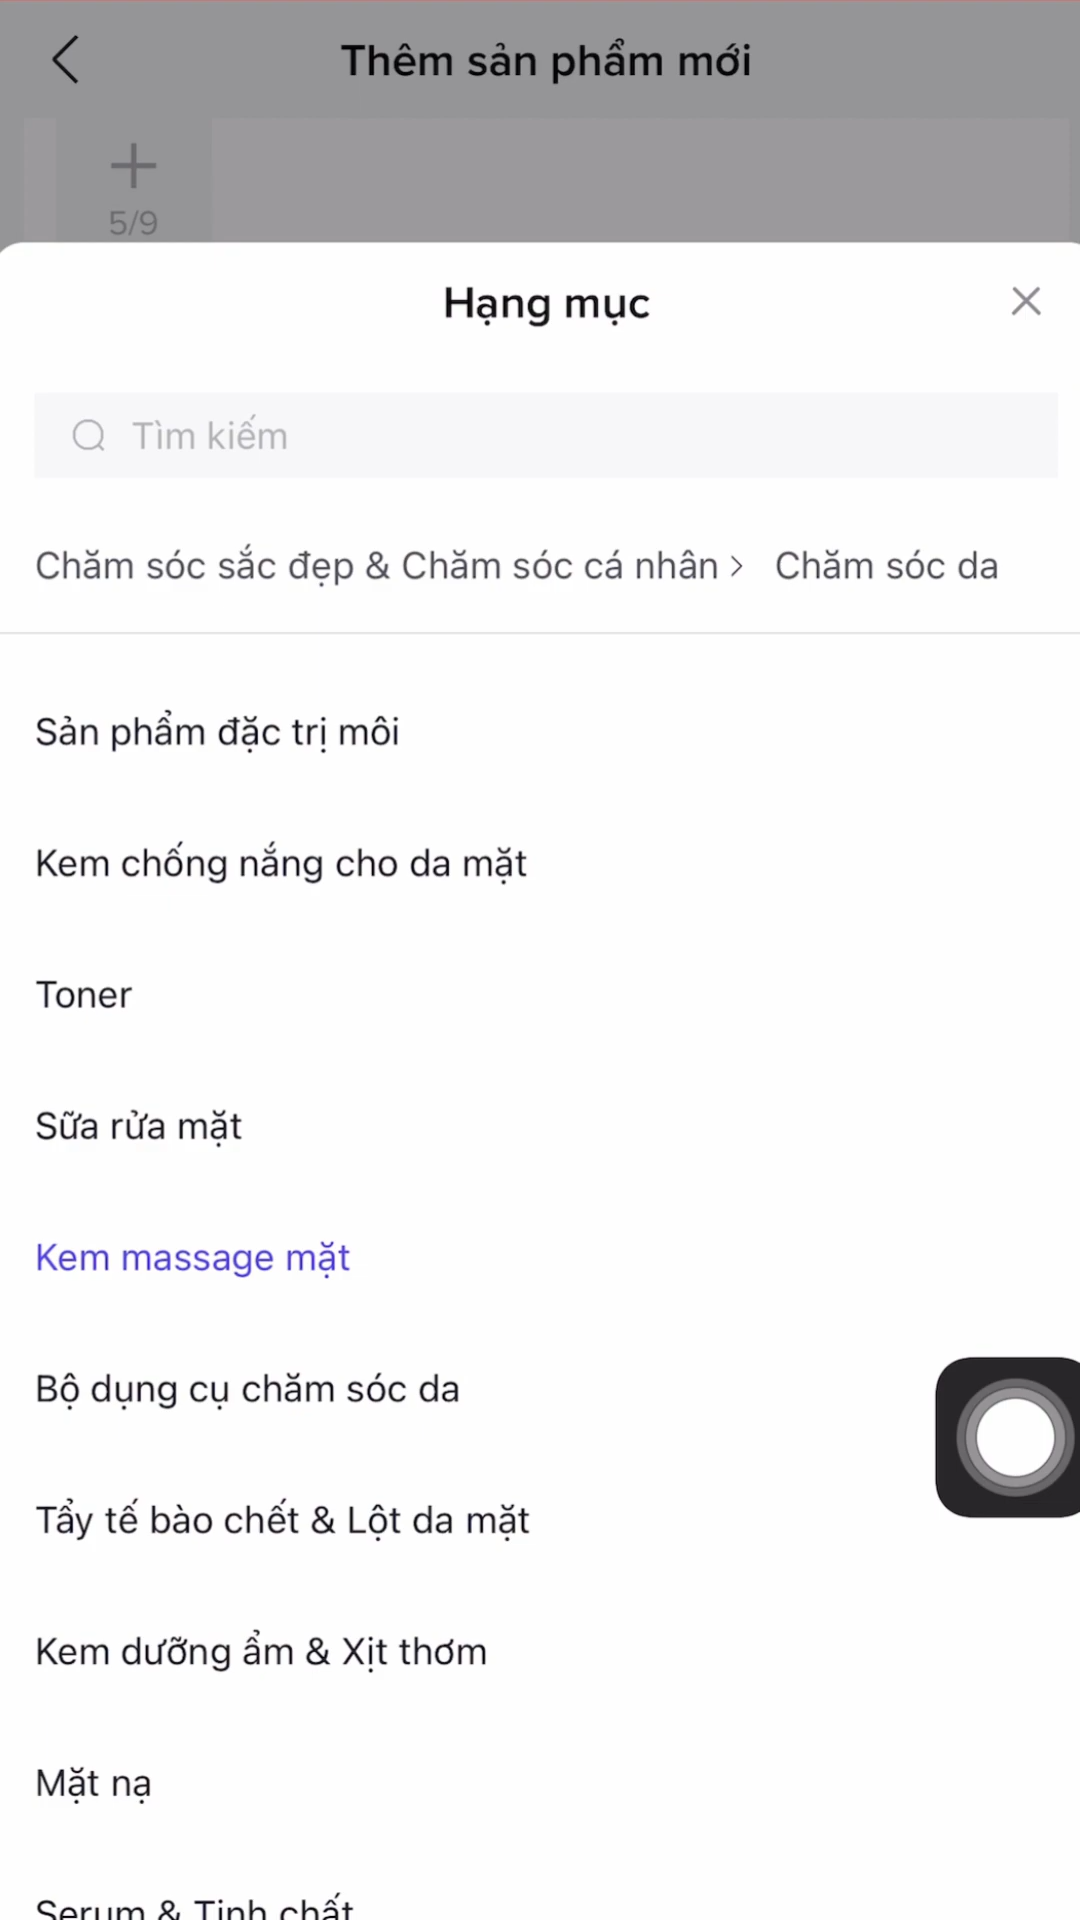 Thêm sản phẩm mới
5/9
Hạng mục
Tìm kiếm
Chăm sóc sắc đẹp & Chăm sóc cá nhân > Chăm sóc da
Sản phẩm đặc trị môi
Kem chống nắng cho da mặt
Toner
Sữa rửa mặt
Kem massage mặt
Bộ dụng cụ chăm sóc da
Tẩy tế bào chết & Lột da mặt
Kem dưỡng ẩm & Xịt thơm
Mặt nạ
Serum & Tinh chất